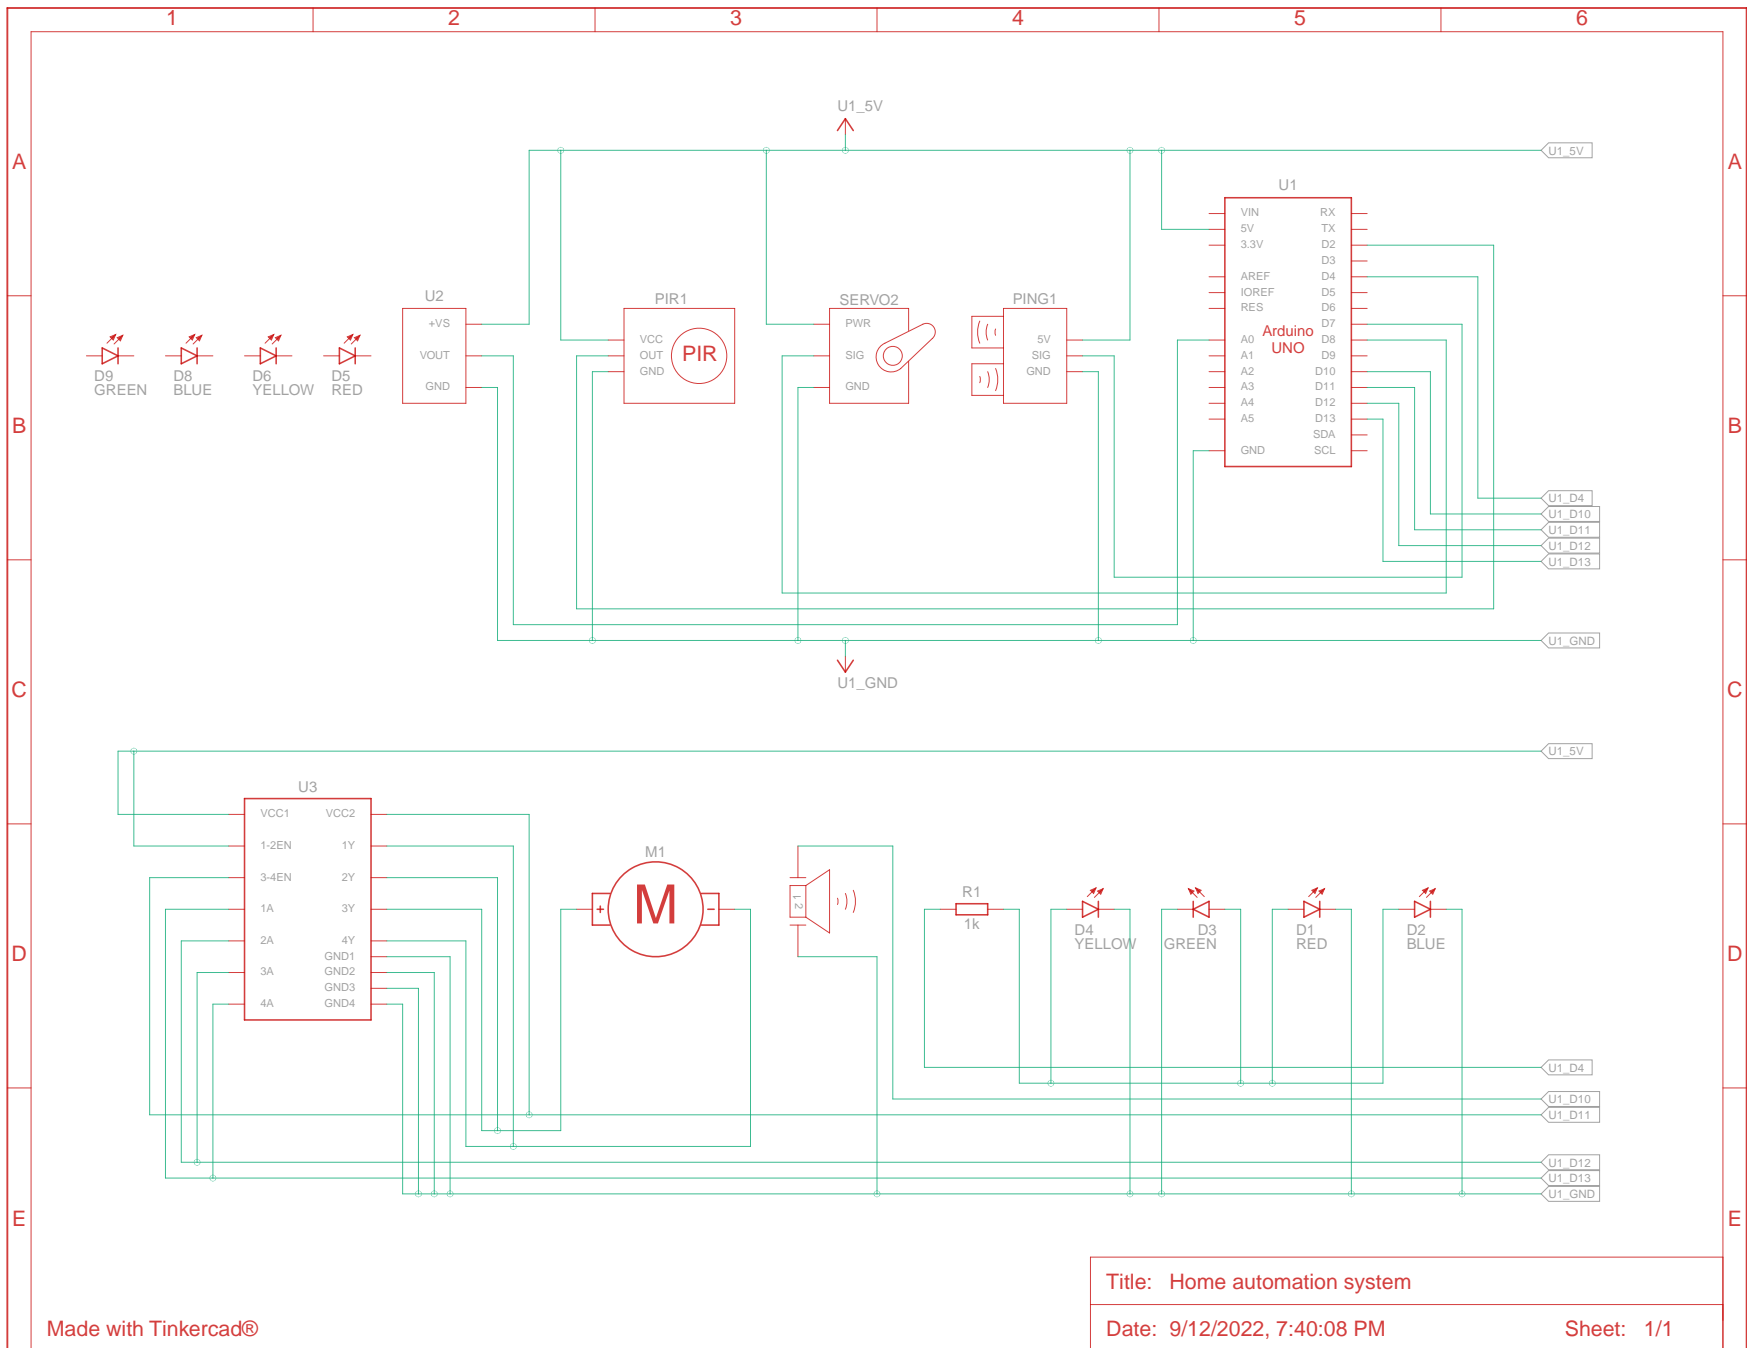 1 2 3 4 5 6
U1_5V
A A
U1_5V
U1
VIN RX
5V TX
3.3V D2
D3
AREF D4
IOREF D5
RES D6
D7
A0 D8
A1 D9
A2 D10
A3 D11
A4 D12
A5 D13
SDA
GND SCL
Arduino
UNO
U2
+VS
VOUT
GND
PIR1
VCC
OUT
GND
PIR
SERVO2
PWR
SIG
GND
PING1
5V
SIG
GND
D9
GREEN
D8
BLUE
D6
YELLOW
D5
RED
B B
U1_D4
U1_D10
U1_D11
U1_D12
U1_D13
U1_GND
U1_GND
C C
U1_5V
U3
VCC1 VCC2
1-2EN 1Y
3-4EN 2Y
1A 3Y
2A 4Y
GND1
3A GND2
GND3
4A GND4
M1
+ M −
1 2
R1
1k
D4
YELLOW
D3
GREEN
D1
RED
D2
BLUE
D D
U1_D4
U1_D10
U1_D11
U1_D12
U1_D13
U1_GND
E E
Title: Home automation system
Made with Tinkercad®
Date: 9/12/2022, 7:40:08 PM Sheet: 1/1